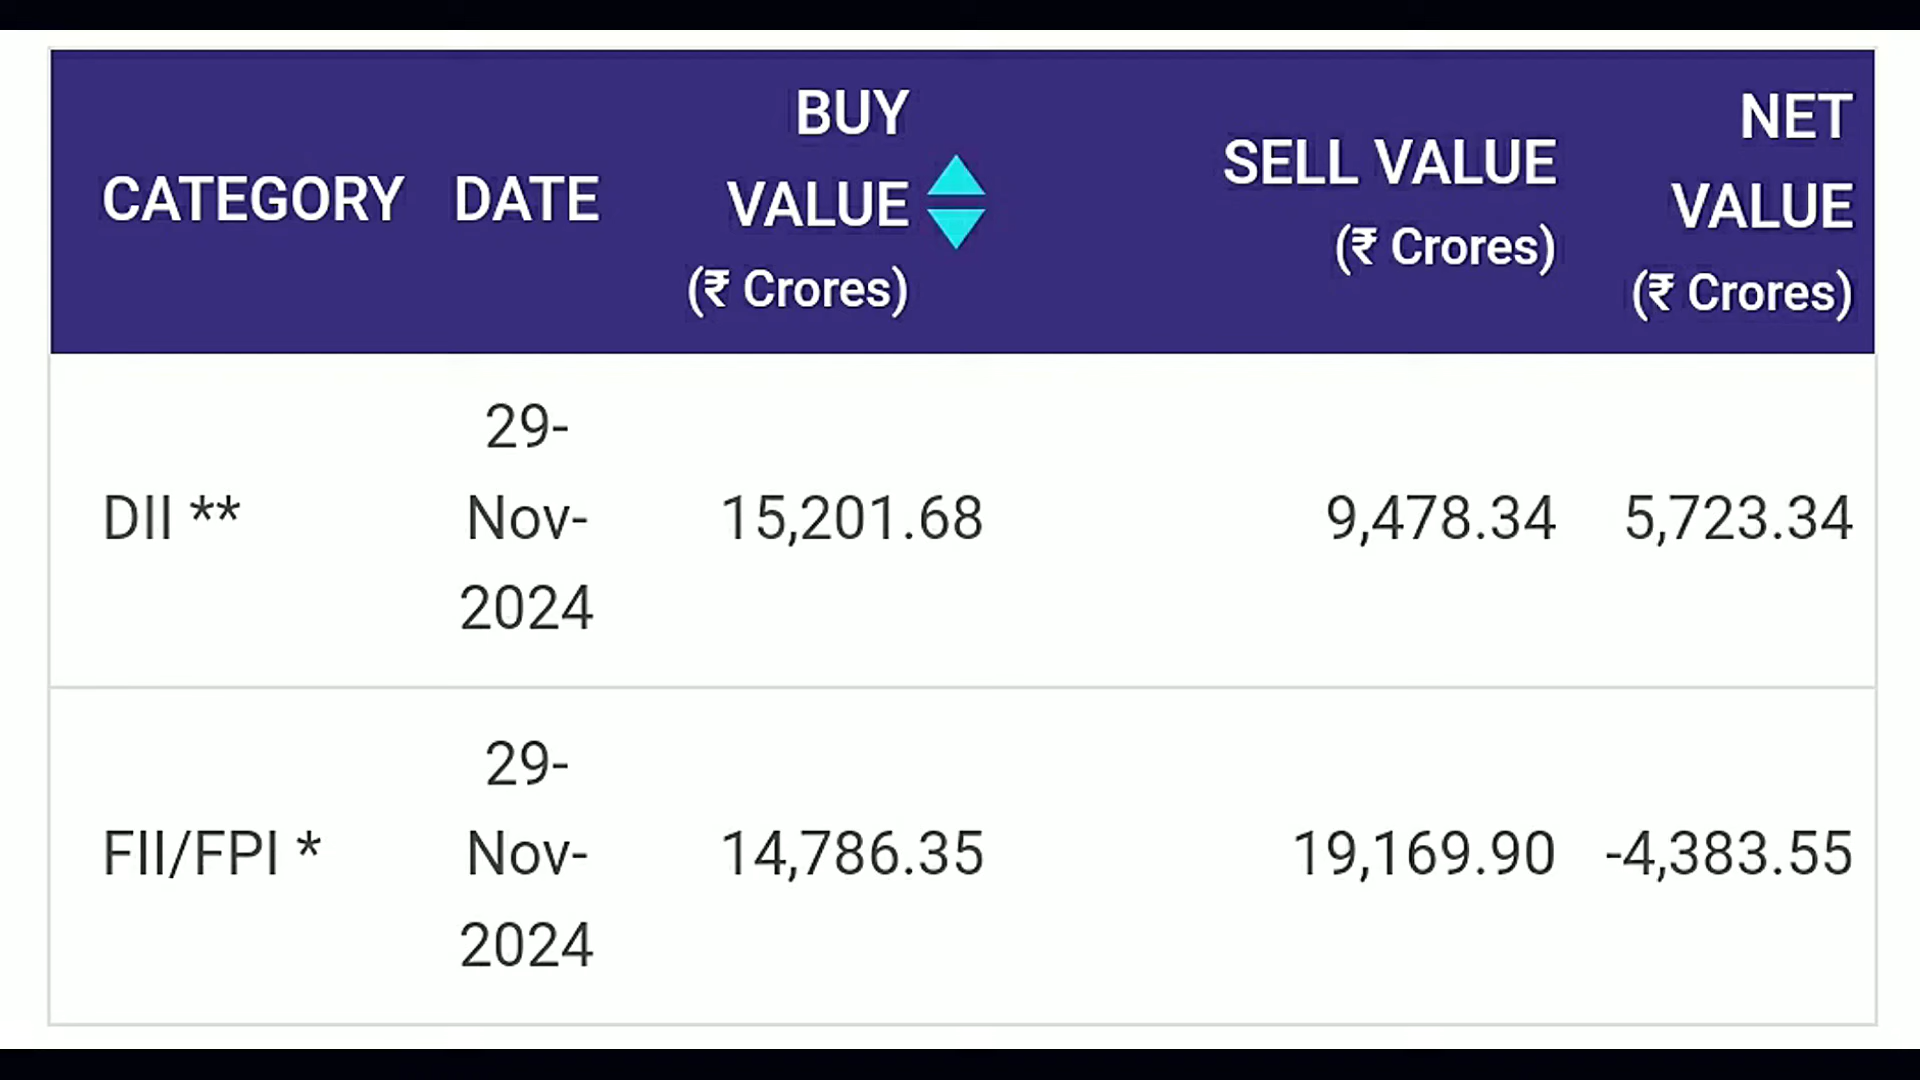 CATEGORY
DATE
BUY
VALUE
(₹ Crores)
SELL VALUE
(₹ Crores)
NET
VALUE
(₹ Crores)
DII **
29-
Nov-
2024
15,201.68
9,478.34
5,723.34
FII/FPI *
29-
Nov-
2024
14,786.35
19,169.90
-4,383.55